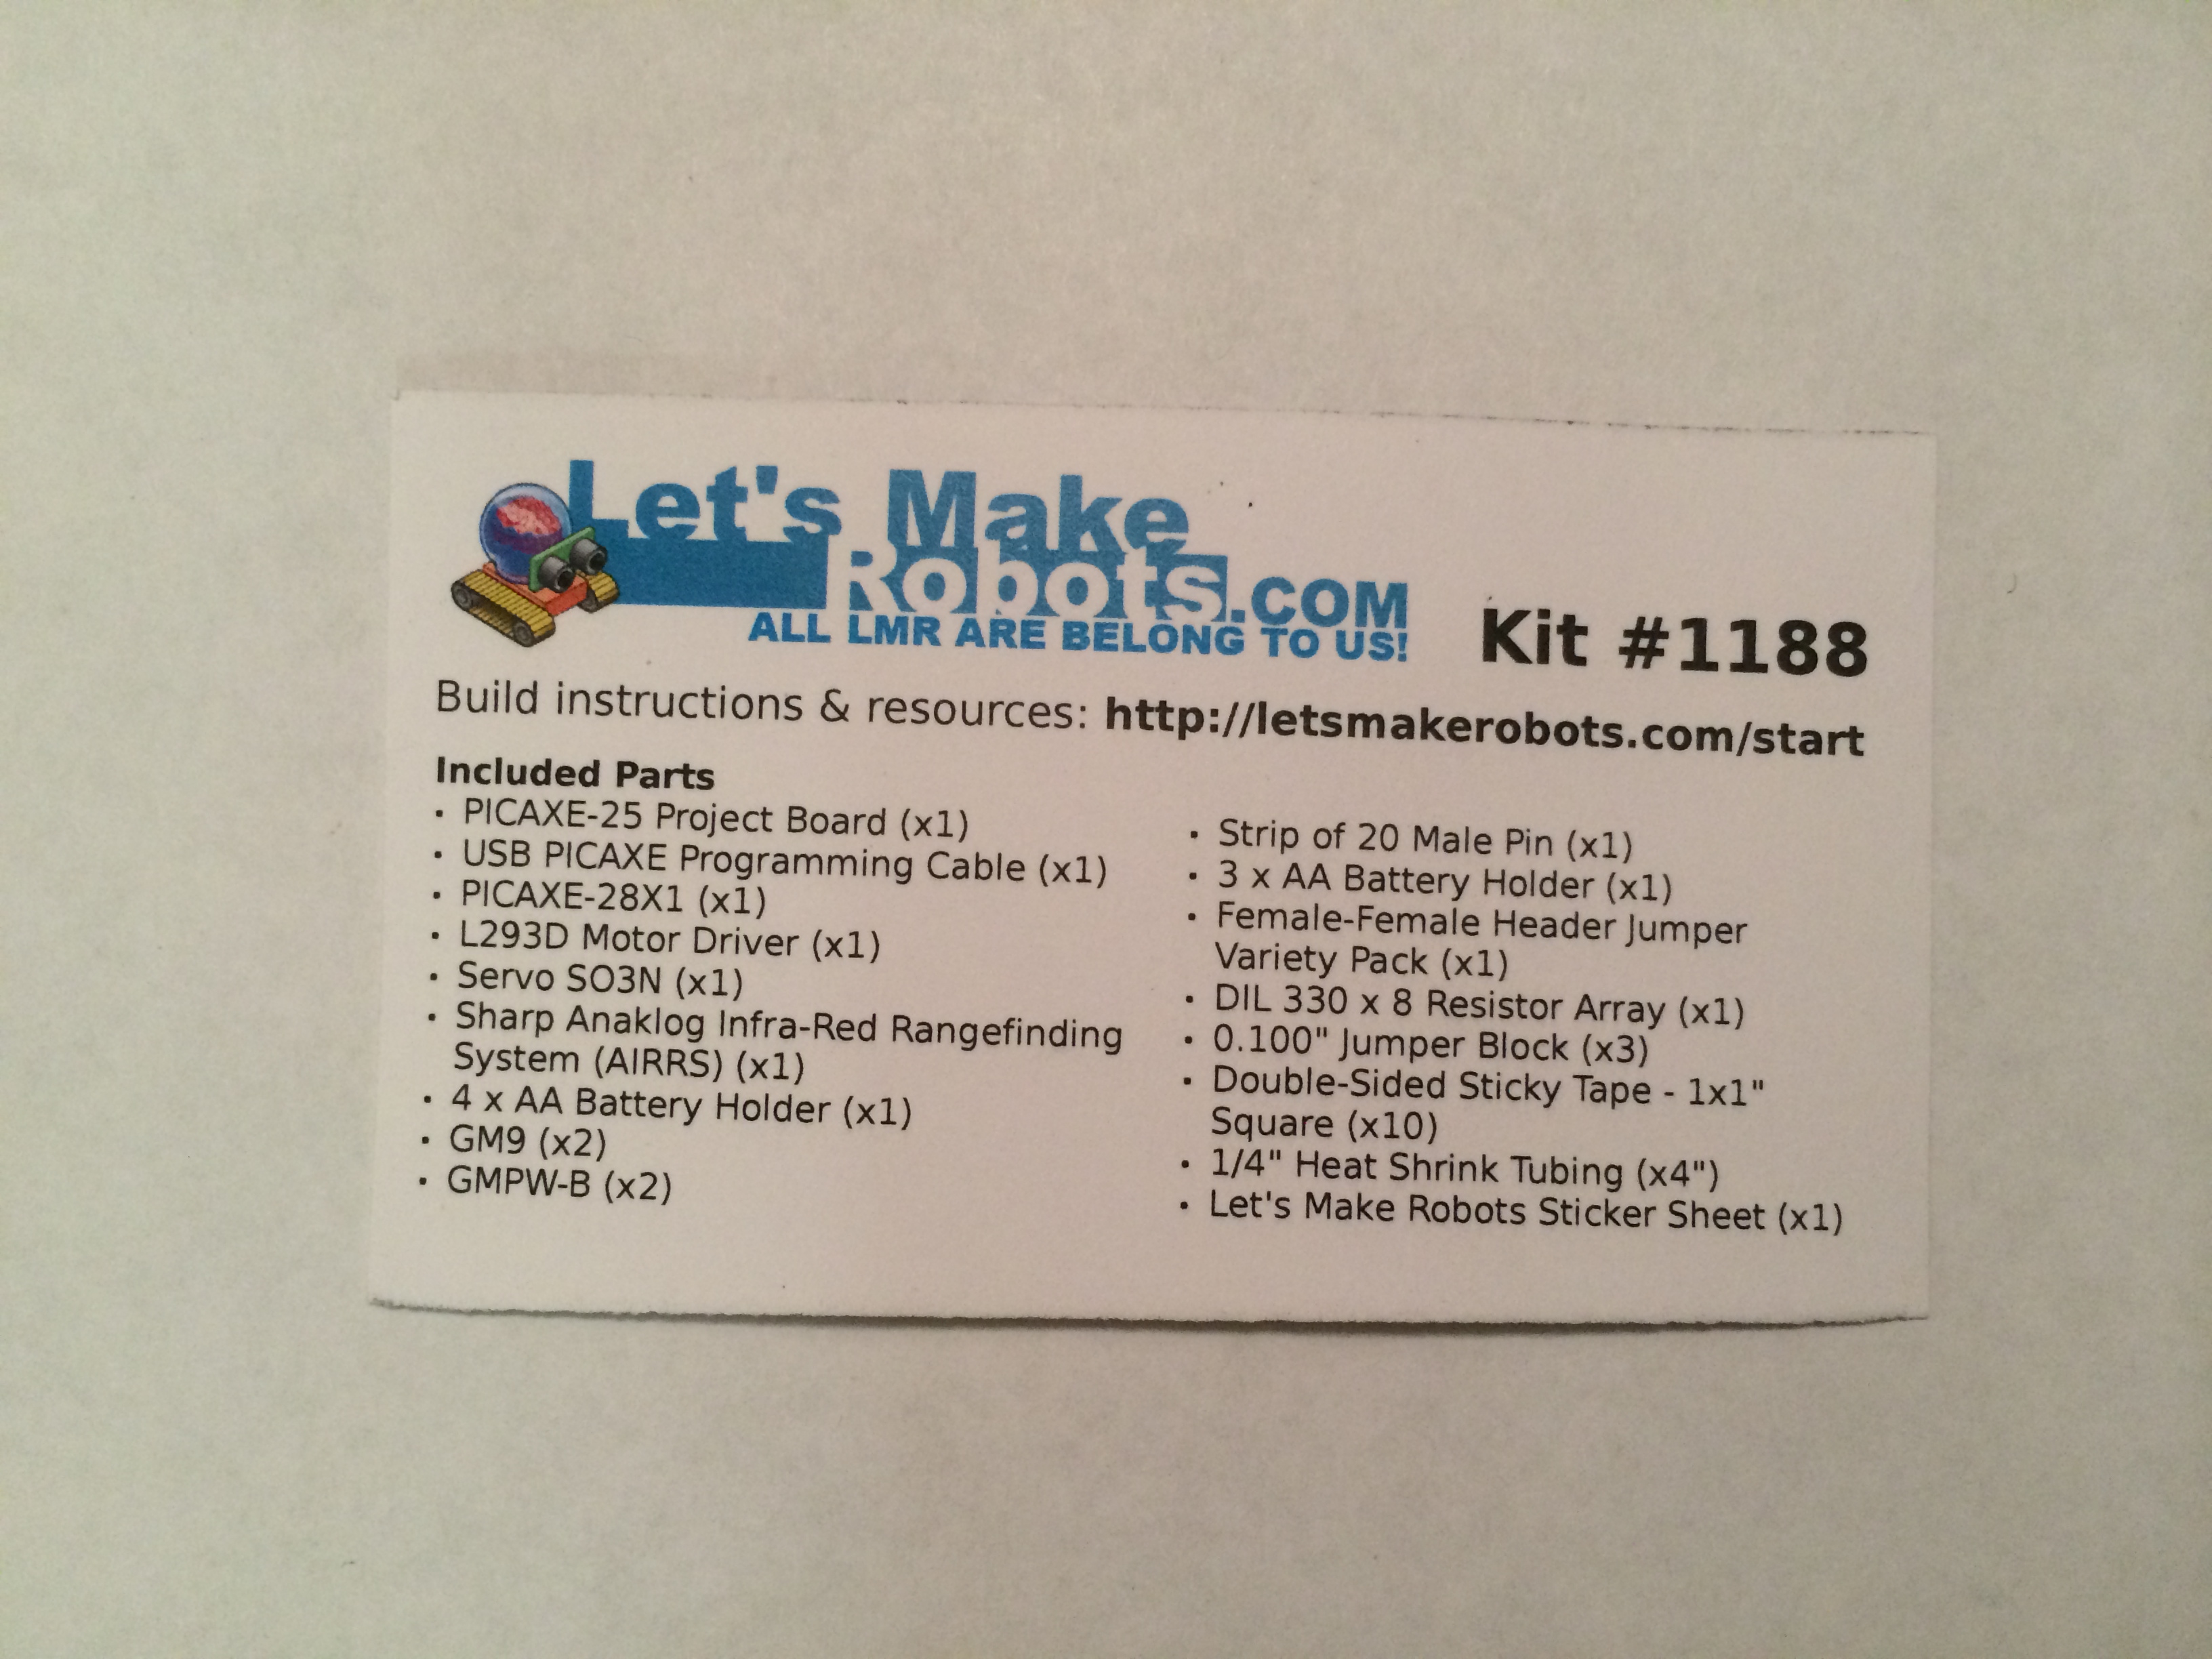 Let's Make
Robots.COM
ALL LMR ARE BELONG TO US!
Kit #1188
Build instructions & resources: http://letsmakerobots.com/start
Included Parts
· PICAXE-25 Project Board (x1)
· USB PICAXE Programming Cable (x1)
· PICAXE-28X1 (x1)
· L293D Motor Driver (x1)
· Servo SO3N (x1)
· Sharp Anaklog Infra-Red Rangefinding
System (AIRRS) (x1)
· 4 x AA Battery Holder (x1)
· GM9 (x2)
· GMPW-B (x2)
· Strip of 20 Male Pin (x1)
· 3 x AA Battery Holder (x1)
· Female-Female Header Jumper
Variety Pack (x1)
· DIL 330 x 8 Resistor Array (x1)
· 0.100" Jumper Block (x3)
· Double-Sided Sticky Tape - 1x1"
Square (x10)
· 1/4" Heat Shrink Tubing (x4")
· Let's Make Robots Sticker Sheet (x1)